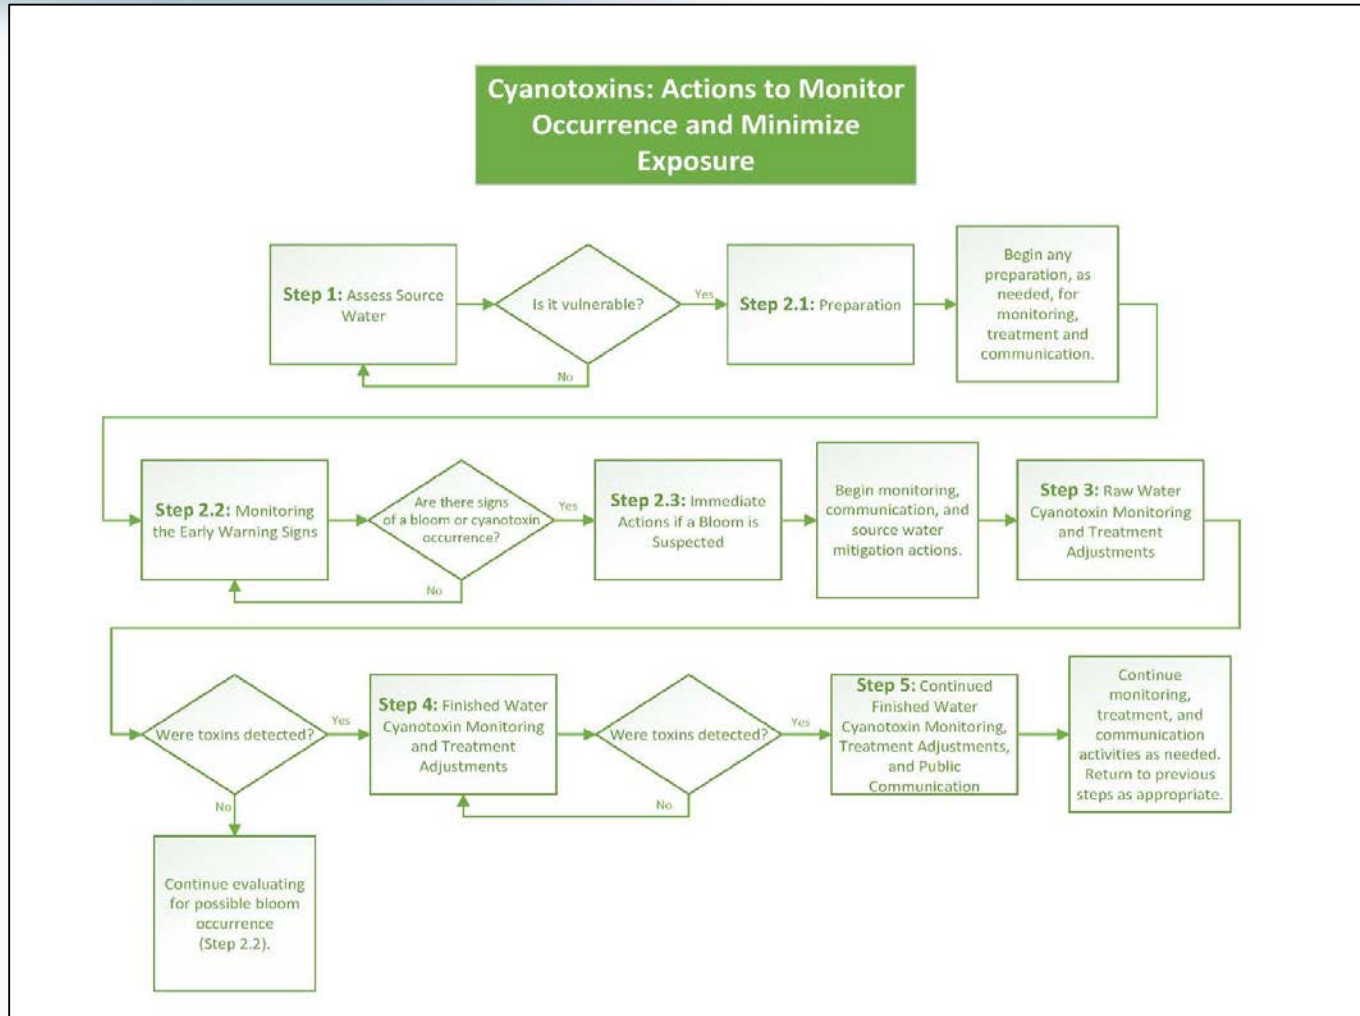 Cyanotoxins: Actions to Monitor
Occurrence and Minimize
Exposure
Step 1: Assess Source
Water
Is it vulnerable?
Yes
No
Step 2.1: Preparation
Begin any
preparation, as
needed, for
monitoring,
treatment and
communication.
Step 2.2: Monitoring
the Early Warning Signs
Are there signs
of a bloom or cyanotoxin
occurrence?
Yes
No
Step 2.3: Immediate
Actions if a Bloom is
Suspected
Begin monitoring,
communication, and
source water
mitigation actions.
Step 3: Raw Water
Cyanotoxin Monitoring
and Treatment
Adjustments
Were toxins detected?
Yes
No
Step 4: Finished Water
Cyanotoxin Monitoring
and Treatment
Adjustments
Were toxins detected?
Yes
No
Step 5: Continued
Finished Water
Cyanotoxin Monitoring,
Treatment Adjustments,
and Public
Communication
Continue
monitoring,
treatment, and
communication
activities as needed.
Return to previous
steps as appropriate.
Continue evaluating
for possible bloom
occurrence
(Step 2.2).